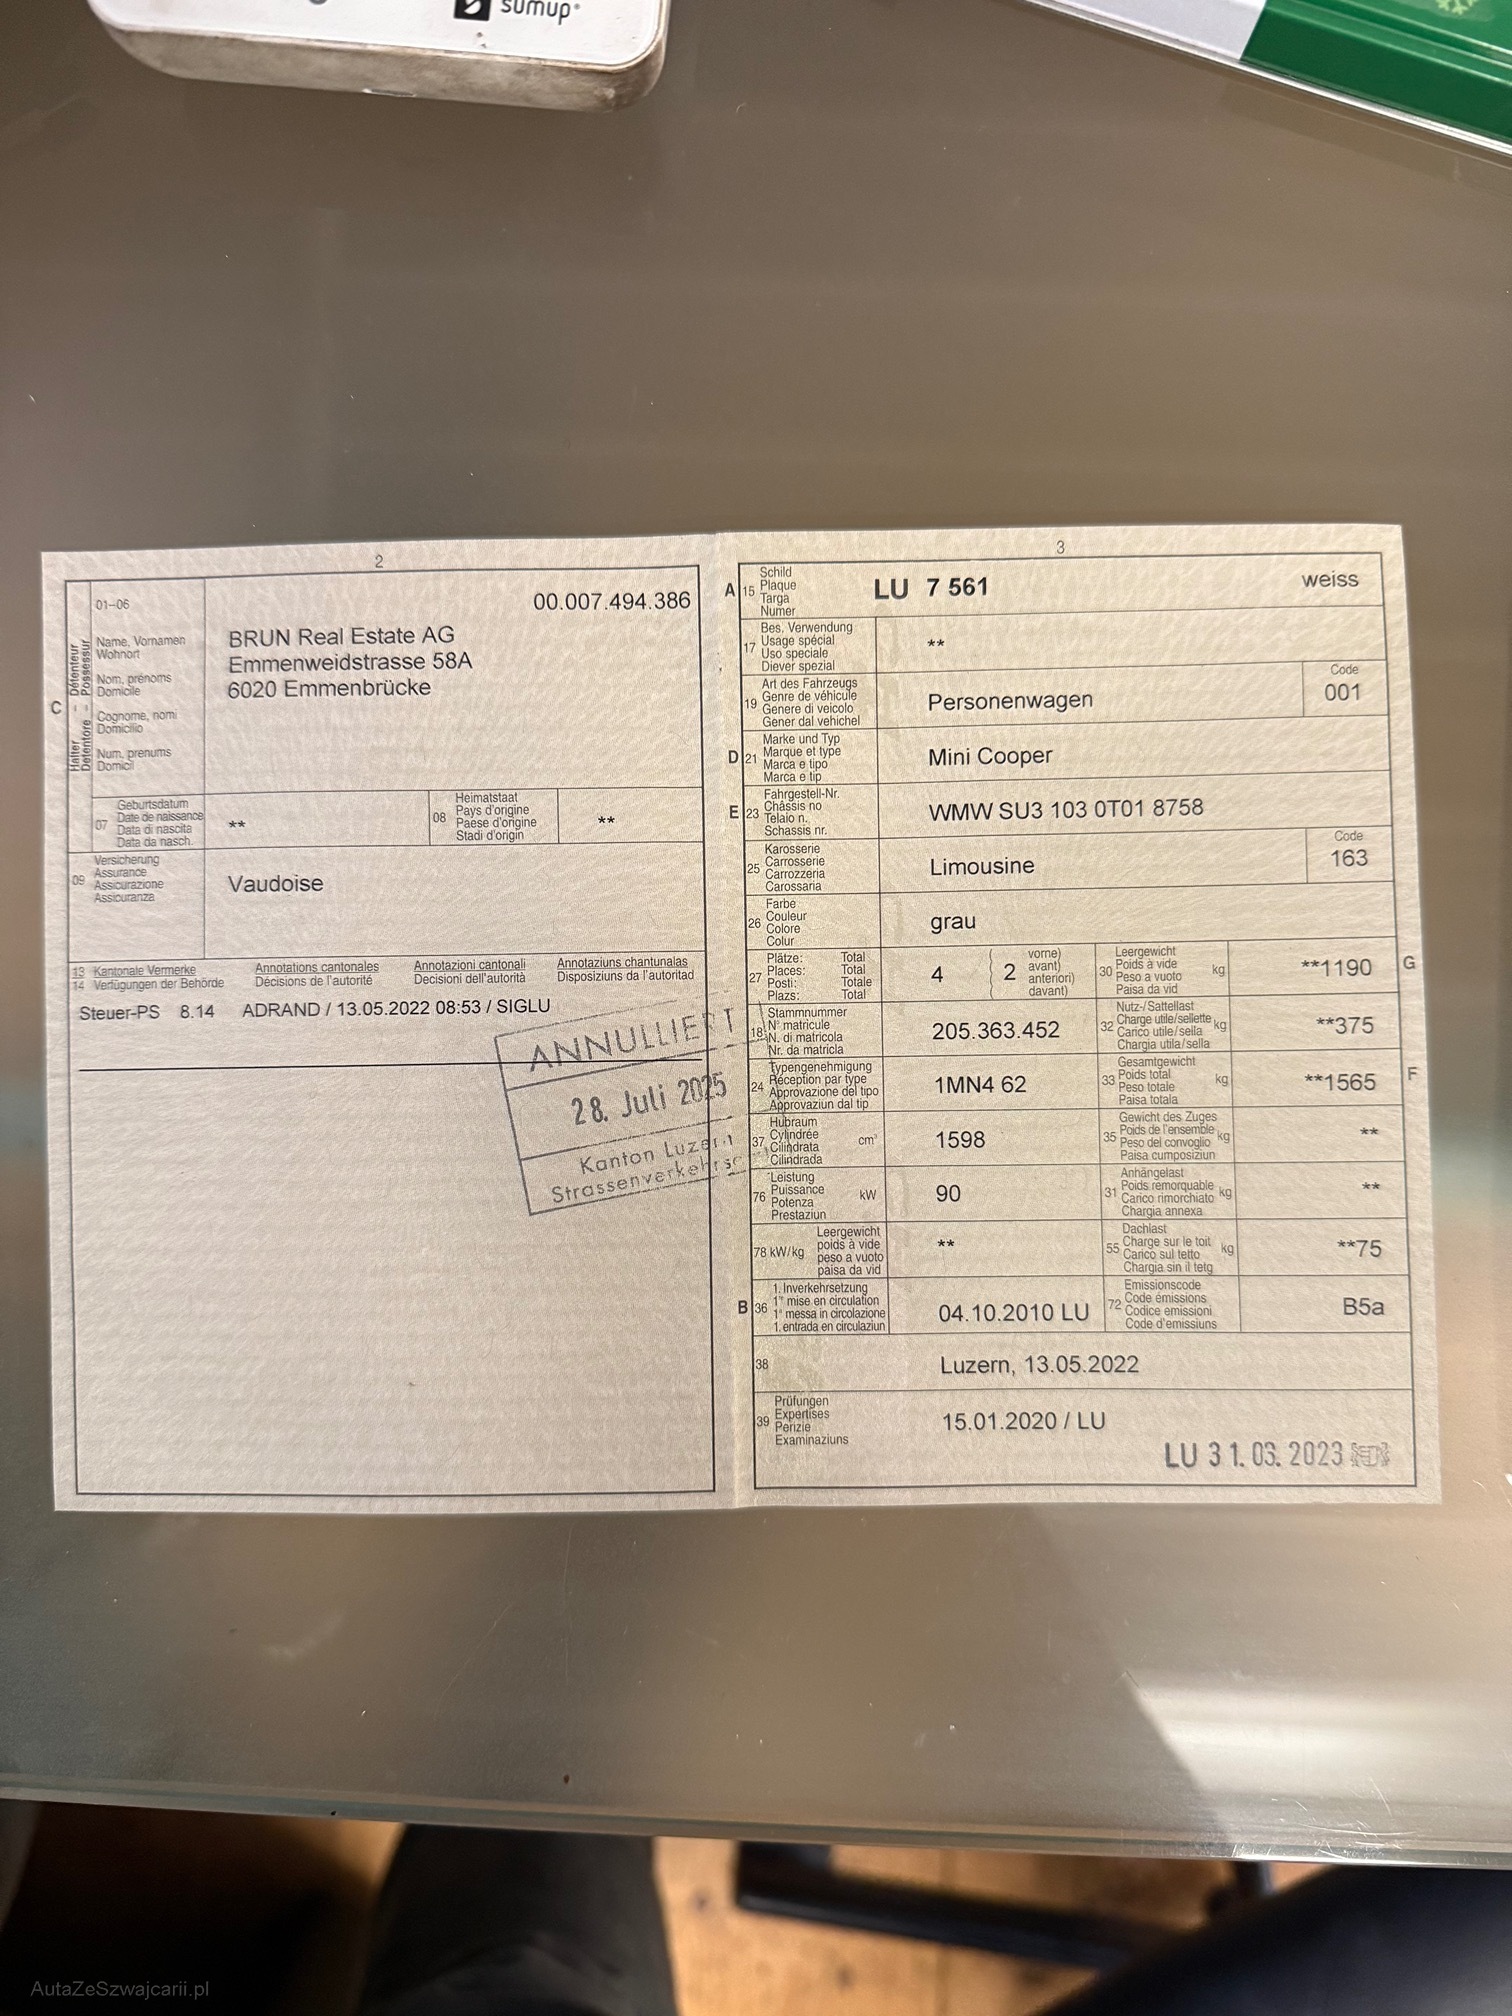 sumup®
2
01–06
00.007.494.386
Halter – Détenteur
Detentore – Possessur
C
Name, Vornamen
Wohnort
Nom, prénoms
Domicile
Cognome, nomi
Domicilio
Num, prenums
Domicil
BRUN Real Estate AG
Emmenweidstrasse 58A
6020 Emmenbrücke
07
Geburtsdatum
Date de naissance
Data di nascita
Data da nasch.
**
08
Heimatstaat
Pays d'origine
Paese d'origine
Stadi d'origin
**
09
Versicherung
Assurance
Assicurazione
Assicuranza
Vaudoise
13 Kantonale Vermerke
14 Verfügungen der Behörde
Annotations cantonales
Décisions de l'autorité
Annotazioni cantonali
Decisioni dell'autorità
Annotaziuns chantunalas
Disposiziuns da l'autoritad
Steuer-PS 8.14 ADRAND / 13.05.2022 08:53 / SIGLU
ANNULLIERT
28. Juli 2025
Kanton Luzern
Strassenverkehrs
3
A 15
Schild
Plaque
Targa
Numer
LU 7 561
weiss
17
Bes. Verwendung
Usage spécial
Uso speciale
Diever spezial
**
19
Art des Fahrzeugs
Genre de véhicule
Genere di veicolo
Gener dal vehichel
Personenwagen
Code
001
D 21
Marke und Typ
Marque et type
Marca e tipo
Marca e tip
Mini Cooper
E 23
Fahrgestell-Nr.
Châssis no
Telaio n.
Schassis nr.
WMW SU3 103 0T01 8758
25
Karosserie
Carrosserie
Carrozzeria
Carossaria
Limousine
Code
163
26
Farbe
Couleur
Colore
Colur
grau
27
Plätze: Total
Places: Total
Posti: Totale
Plazs: Total
4
( 2
vorne)
avant)
anteriori)
davant)
30
Leergewicht
Poids à vide
Peso a vuoto
Paisa da vid
kg
**1190
G
18
Stammnummer
N° matricule
N. di matricola
Nr. da matricla
205.363.452
32
Nutz-/Sattellast
Charge utile/sellette
Carico utile/sella
Chargia utila/sella
kg
**375
24
Typengenehmigung
Réception par type
Approvazione del tipo
Approvaziun dal tip
1MN4 62
33
Gesamtgewicht
Poids total
Peso totale
Paisa totala
kg
**1565
F
37
Hubraum
Cylindrée
Cilindrata
Cilindrada
cm³
1598
35
Gewicht des Zuges
Poids de l'ensemble
Peso del convoglio
Paisa cumposiziun
kg
**
76
Leistung
Puissance
Potenza
Prestaziun
kW
90
31
Anhängelast
Poids remorquable
Carico rimorchiato
Chargia annexa
kg
**
78 kW/kg
Leergewicht
poids à vide
peso a vuoto
paisa da vid
**
55
Dachlast
Charge sur le toit
Carico sul tetto
Chargia sin il tetg
kg
**75
B 36
1. Inverkehrsetzung
1re mise en circulation
1a messa in circolazione
1. entrada en circulaziun
04.10.2010 LU
72
Emissionscode
Code émissions
Codice emissioni
Code d'emissiuns
B5a
38
Luzern, 13.05.2022
39
Prüfungen
Expertises
Perizie
Examinaziuns
15.01.2020 / LU
LU 31.03.2023
AutaZeSzwajcarii.pl